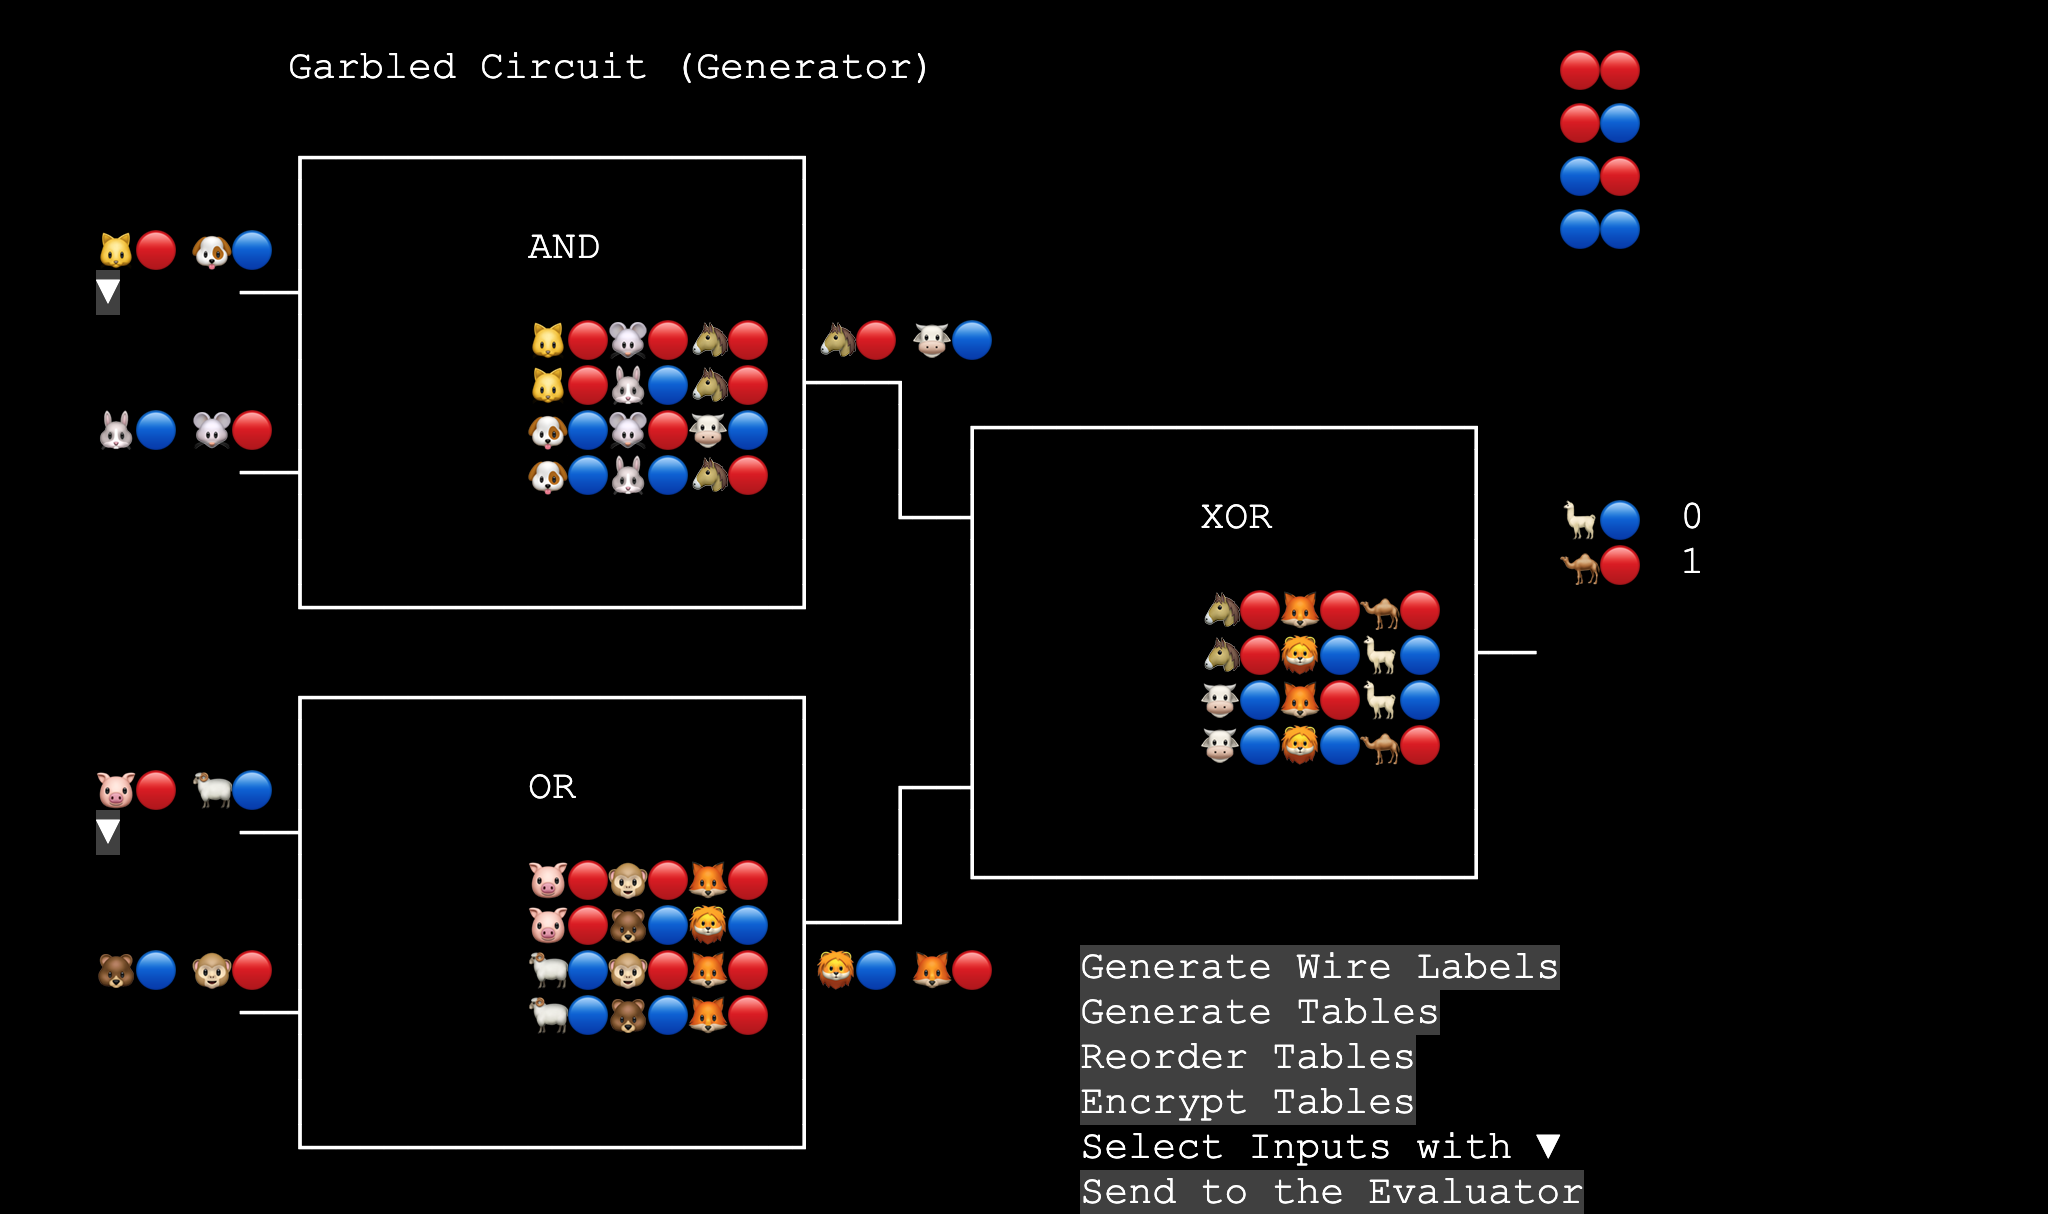 Garbled Circuit (Generator)
AND
XOR
0
1
OR
Generate Wire Labels
Generate Tables
Reorder Tables
Encrypt Tables
Select Inputs with ▼
Send to the Evaluator